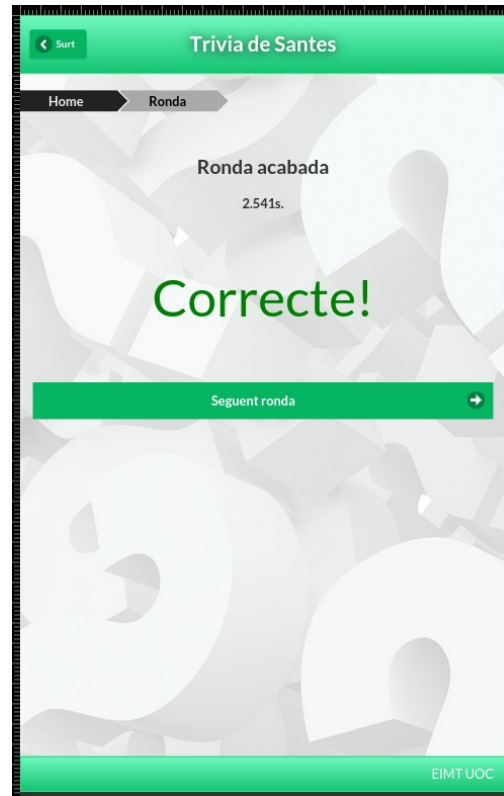 Surt
Trivia de Santes
Home
Ronda
Ronda acabada
2.541s.
Correcte!
Seguent ronda
EIMT UOC